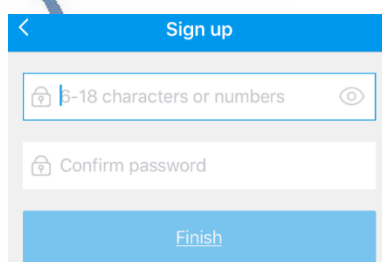 Sign up
6-18 characters or numbers
Confirm password
Finish